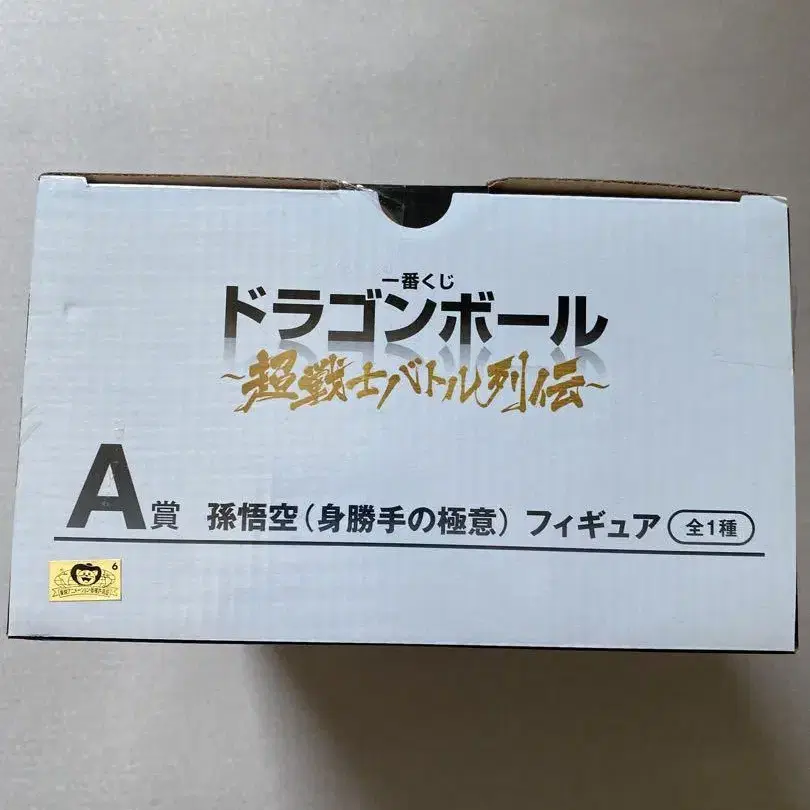 一番くじ
ドラゴンボール
~超戦士バトル列伝~
A賞 孫悟空(身勝手の極意) フィギュア 全1種
6